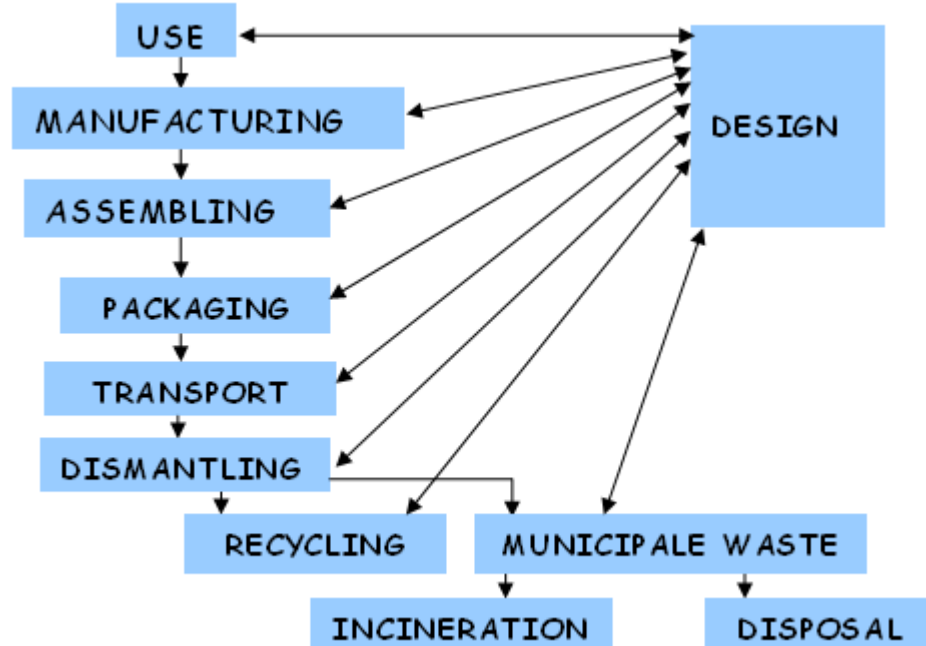 USE
DESIGN
MANUFACTURING
ASSEMBLING
PACKAGING
TRANSPORT
DISMANTLING
RECYCLING
MUNICIPALE WASTE
INCINERATION
DISPOSAL